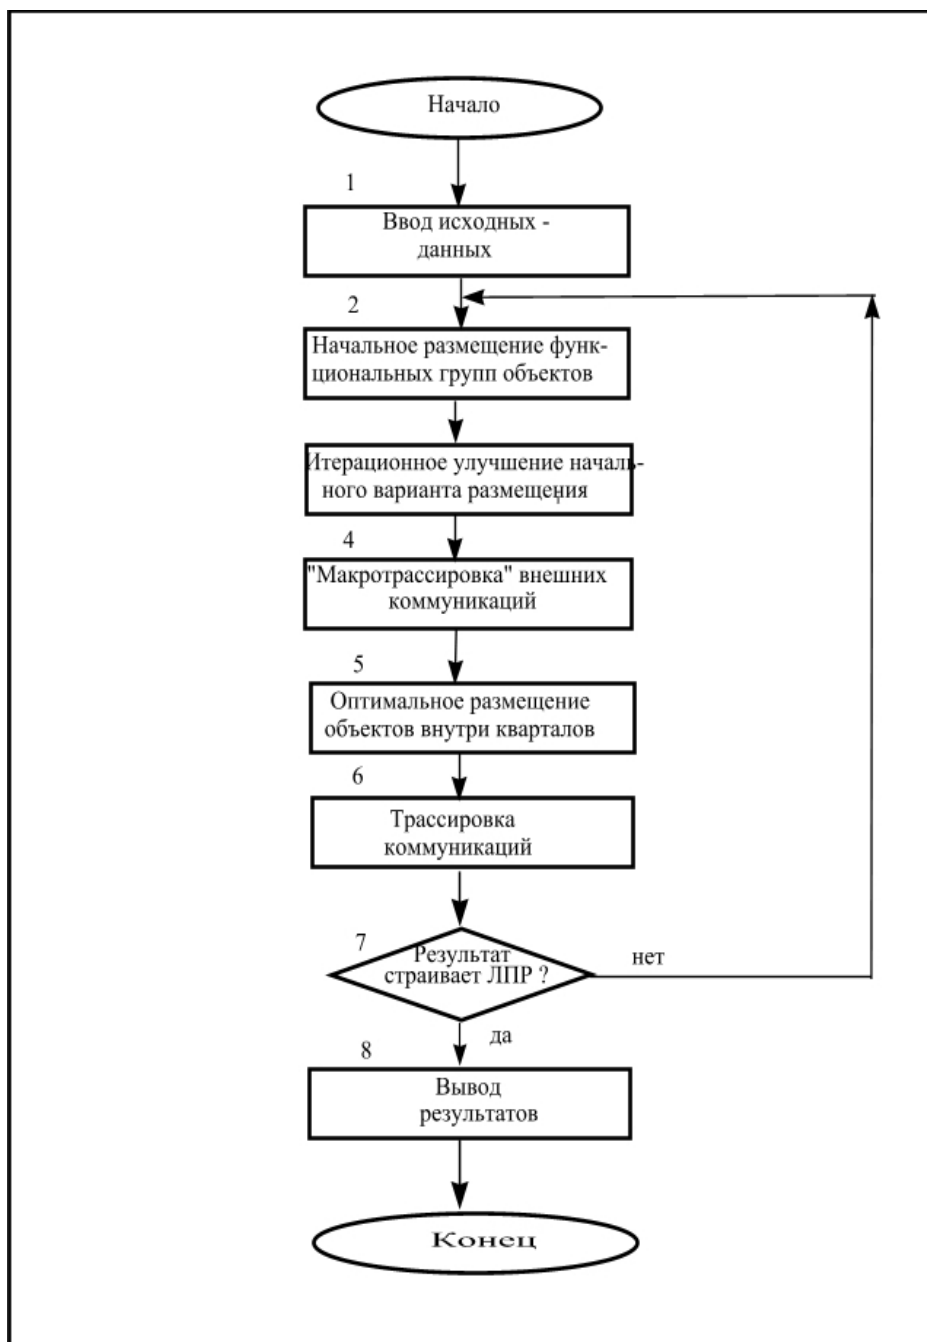 Начало
1
Ввод исходных -
данных
2
Начальное размещение функ-
циональных групп объектов
Итерационное улучшение началь-
ного варианта размещения
4
"Макротрассировка" внешних
коммуникаций
5
Оптимальное размещение
объектов внутри кварталов
6
Трассировка
коммуникаций
7
Результат
страивает ЛПР ?
нет
да
8
Вывод
результатов
Конец